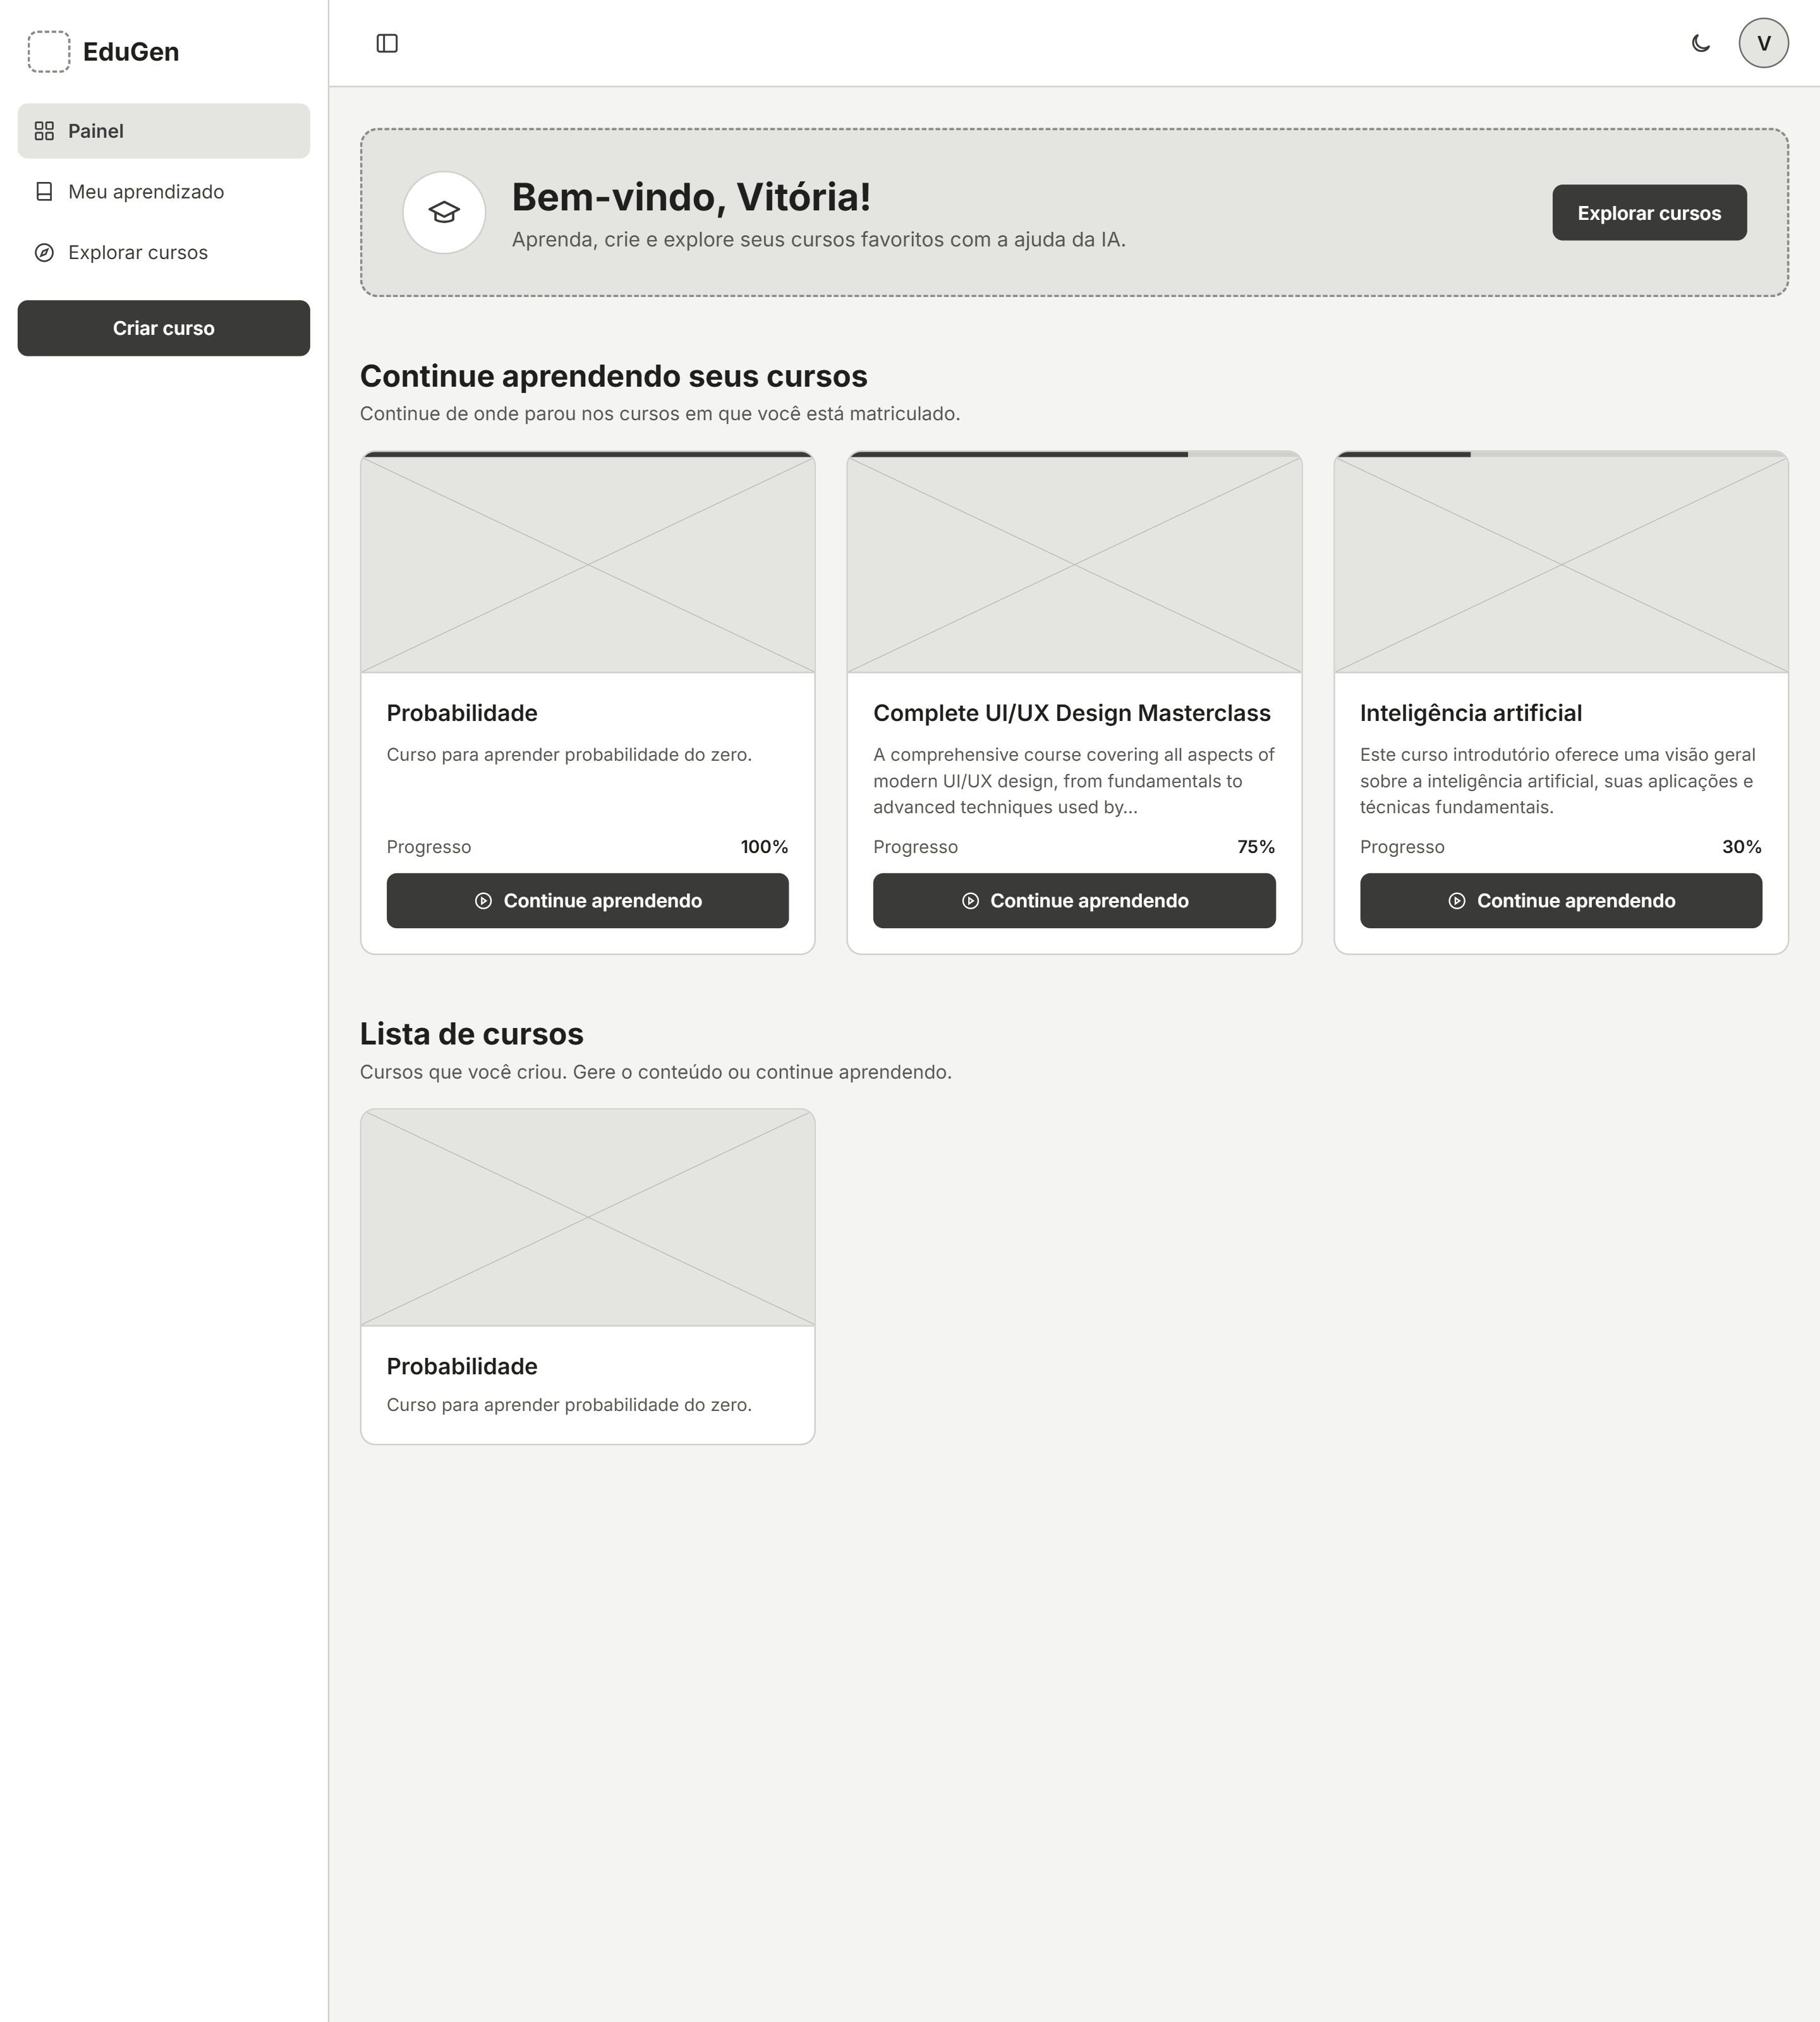 EduGen
Painel
Meu aprendizado
Explorar cursos
Criar curso
V
Bem-vindo, Vitória!
Aprenda, crie e explore seus cursos favoritos com a ajuda da IA.
Explorar cursos
Continue aprendendo seus cursos
Continue de onde parou nos cursos em que você está matriculado.
Probabilidade
Curso para aprender probabilidade do zero.
Progresso 100%
Continue aprendendo
Complete UI/UX Design Masterclass
A comprehensive course covering all aspects of
modern UI/UX design, from fundamentals to
advanced techniques used by...
Progresso 75%
Continue aprendendo
Inteligência artificial
Este curso introdutório oferece uma visão geral
sobre a inteligência artificial, suas aplicações e
técnicas fundamentais.
Progresso 30%
Continue aprendendo
Lista de cursos
Cursos que você criou. Gere o conteúdo ou continue aprendendo.
Probabilidade
Curso para aprender probabilidade do zero.